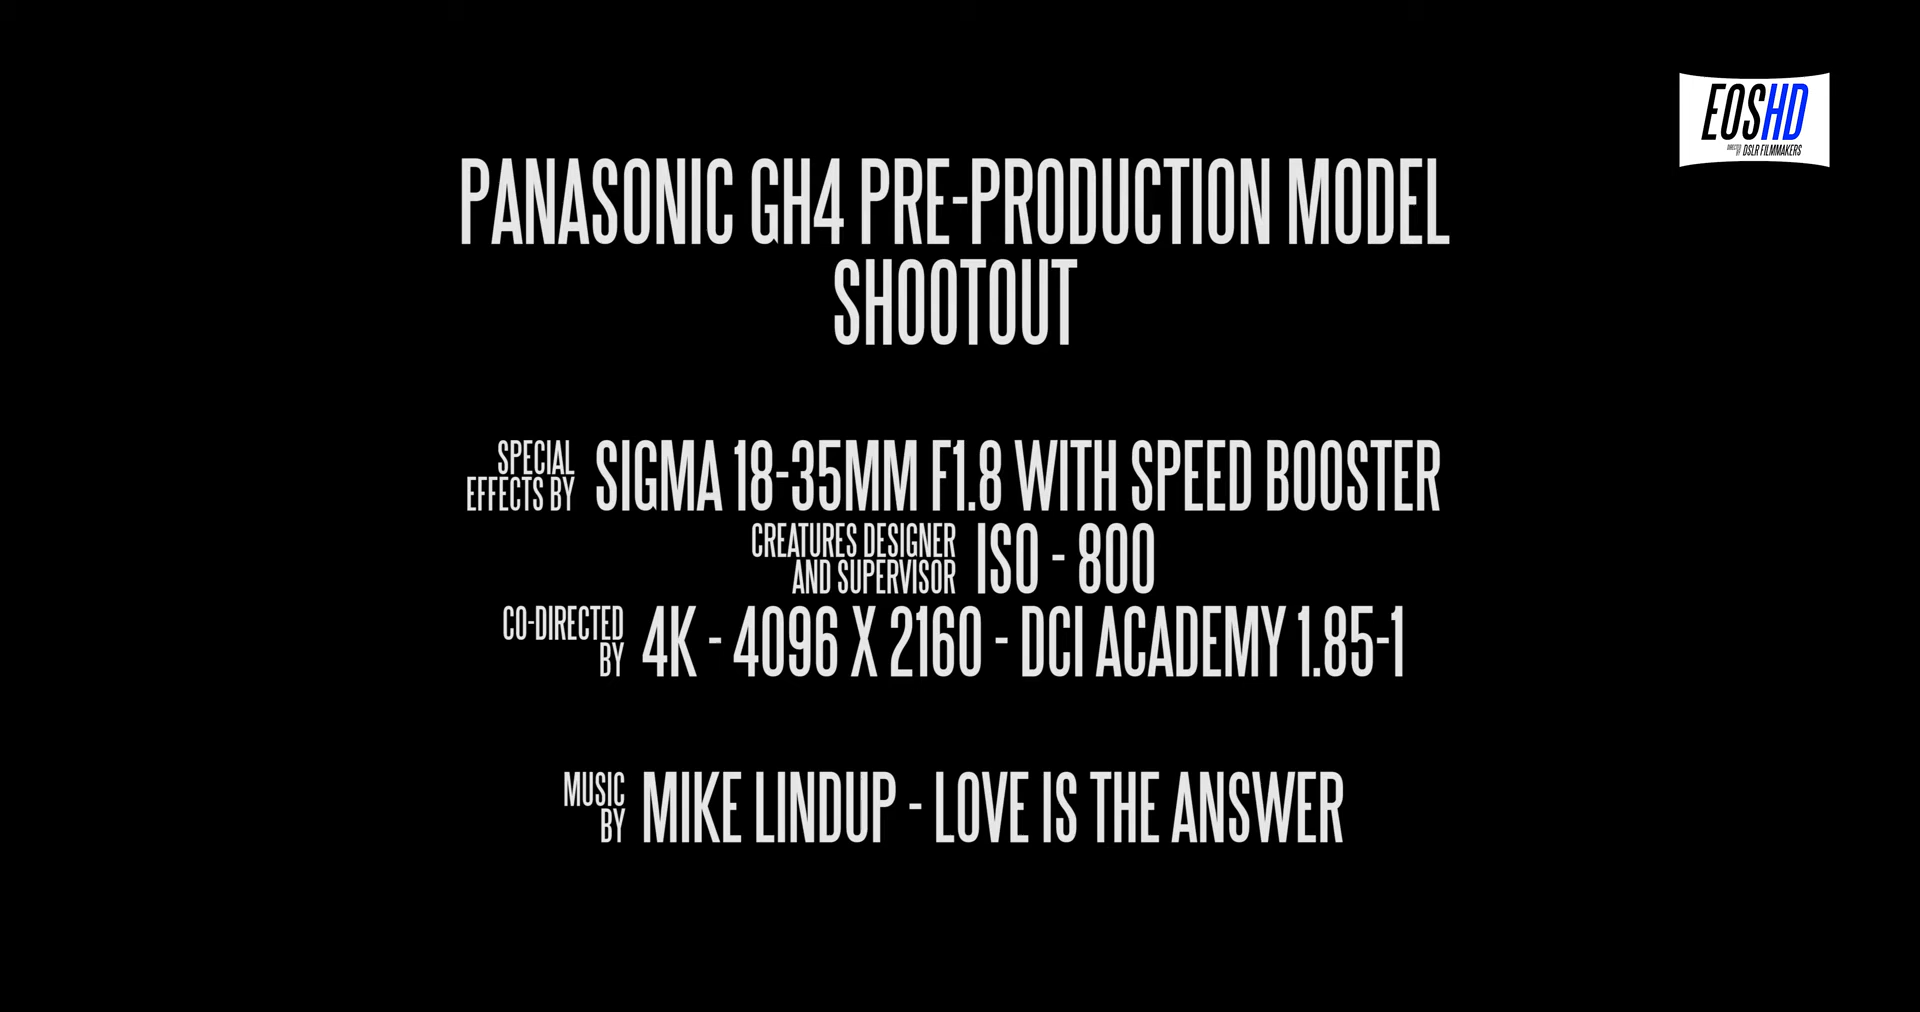 EOSHD
DIRECTED BY DSLR FILMMAKERS
PANASONIC GH4 PRE-PRODUCTION MODEL
SHOOTOUT
SPECIAL EFFECTS BY SIGMA 18-35MM F1.8 WITH SPEED BOOSTER
CREATURES DESIGNER AND SUPERVISOR ISO - 800
CO-DIRECTED BY 4K - 4096 X 2160 - DCI ACADEMY 1.85-1
MUSIC BY MIKE LINDUP - LOVE IS THE ANSWER